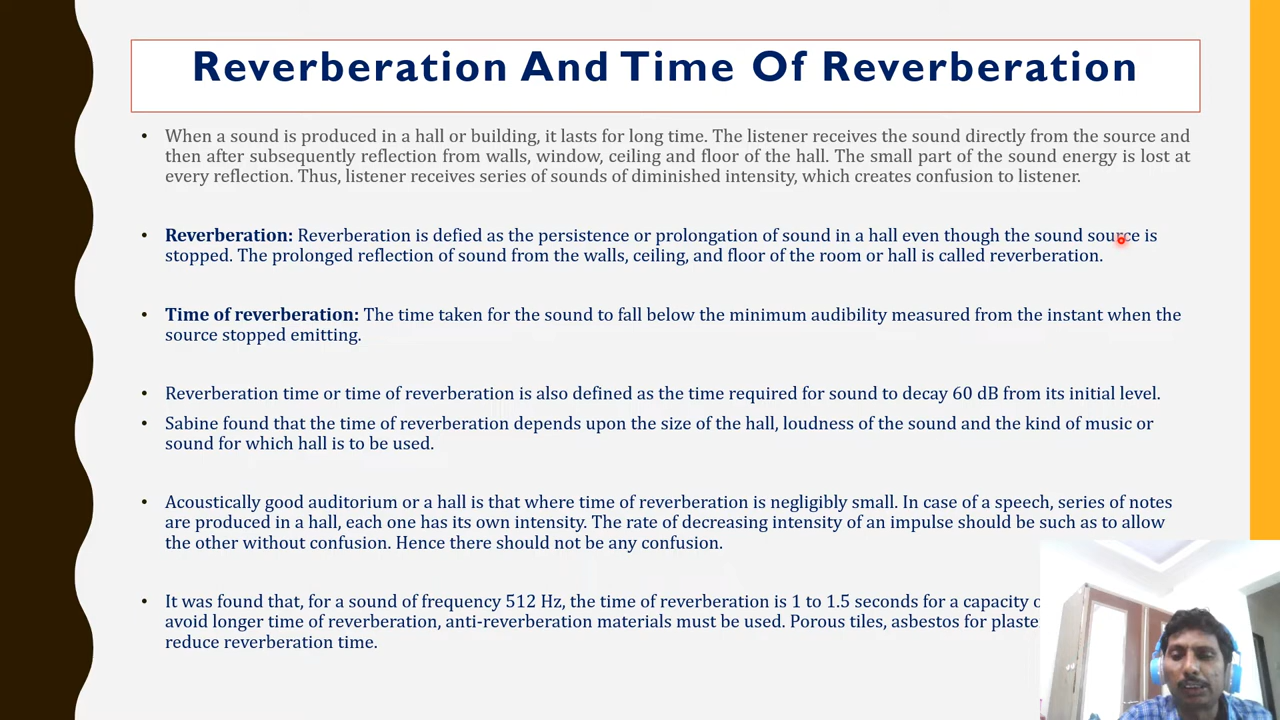 Reverberation And Time Of Reverberation
• When a sound is produced in a hall or building, it lasts for long time. The listener receives the sound directly from the source and
then after subsequently reflection from walls, window, ceiling and floor of the hall. The small part of the sound energy is lost at
every reflection. Thus, listener receives series of sounds of diminished intensity, which creates confusion to listener.
• Reverberation: Reverberation is defied as the persistence or prolongation of sound in a hall even though the sound source is
stopped. The prolonged reflection of sound from the walls, ceiling, and floor of the room or hall is called reverberation.
• Time of reverberation: The time taken for the sound to fall below the minimum audibility measured from the instant when the
source stopped emitting.
• Reverberation time or time of reverberation is also defined as the time required for sound to decay 60 dB from its initial level.
• Sabine found that the time of reverberation depends upon the size of the hall, loudness of the sound and the kind of music or
sound for which hall is to be used.
• Acoustically good auditorium or a hall is that where time of reverberation is negligibly small. In case of a speech, series of notes
are produced in a hall, each one has its own intensity. The rate of decreasing intensity of an impulse should be such as to allow
the other without confusion. Hence there should not be any confusion.
• It was found that, for a sound of frequency 512 Hz, the time of reverberation is 1 to 1.5 seconds for a capacity
avoid longer time of reverberation, anti-reverberation materials must be used. Porous tiles, asbestos for
reduce reverberation time.